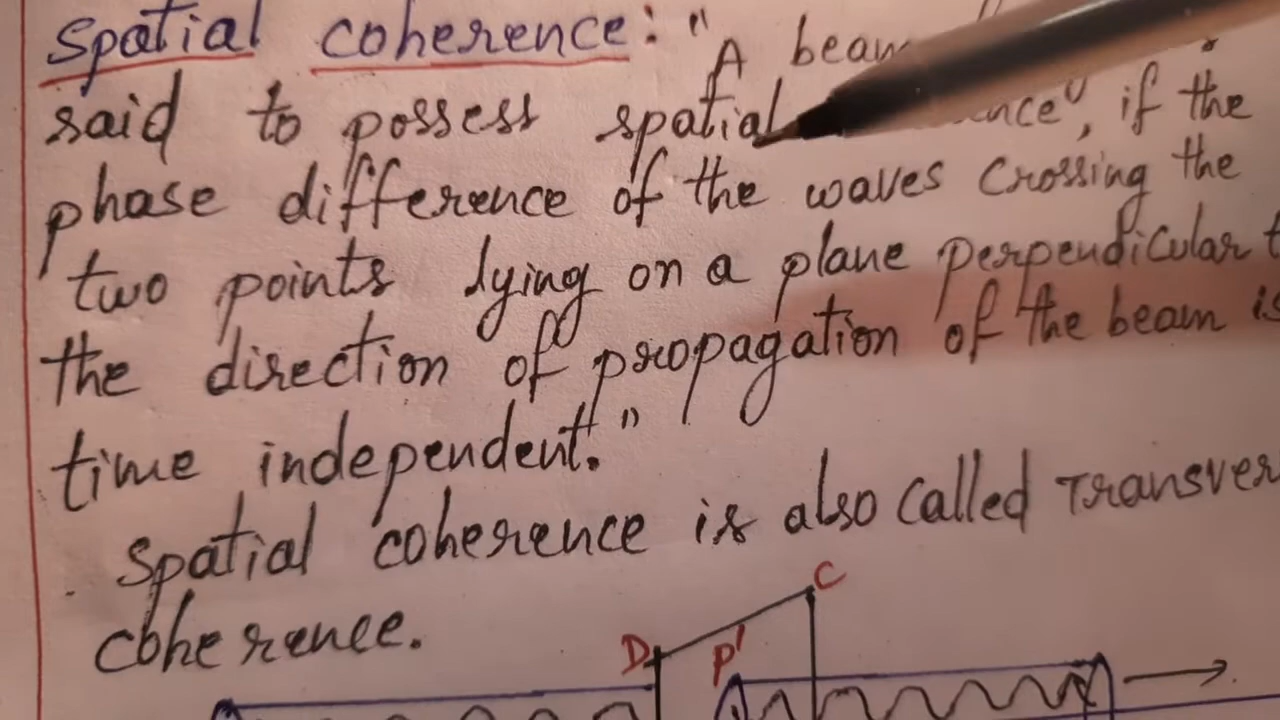 Spatial coherence: "A beam
said to possess spatial if the
phase difference of the waves crossing the
two points lying on a plane perpendicular
the direction of propagation of the beam is
time independent."
Spatial coherence is also called
coherence.
C
D
P'